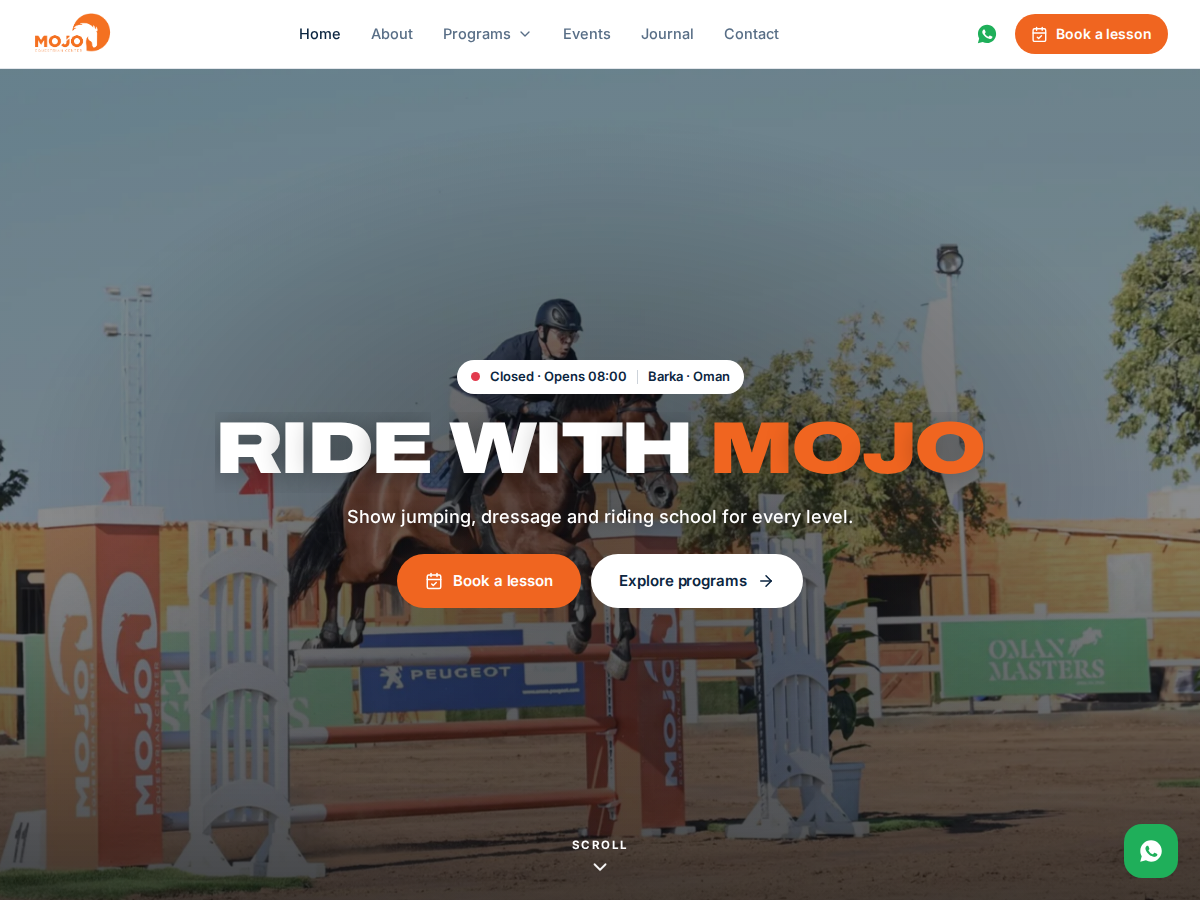 MOJO
Home
About
Programs
Events
Journal
Contact
Book a lesson
Closed · Opens 08:00
Barka · Oman
RIDE WITH MOJO
Show jumping, dressage and riding school for every level.
Book a lesson
Explore programs
OMAN
MASTERS
PEUGEOT
MOJO
MOJO
MOJO
SCROLL